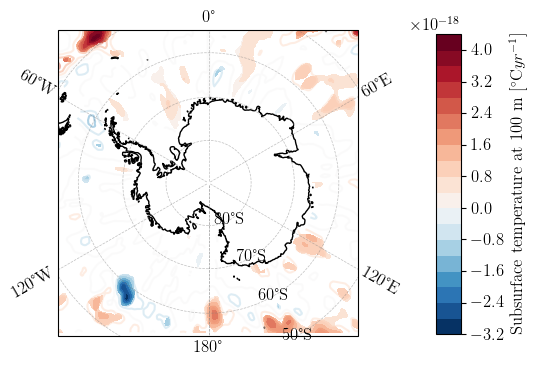 0°
×10⁻¹⁸
60°W
60°E
80°S
70°S
60°S
50°S
120°W
120°E
180°
4.0
3.2
2.4
1.6
0.8
0.0
−0.8
−1.6
−2.4
−3.2
Subsurface temperature at 100 m [°Cyr⁻¹]